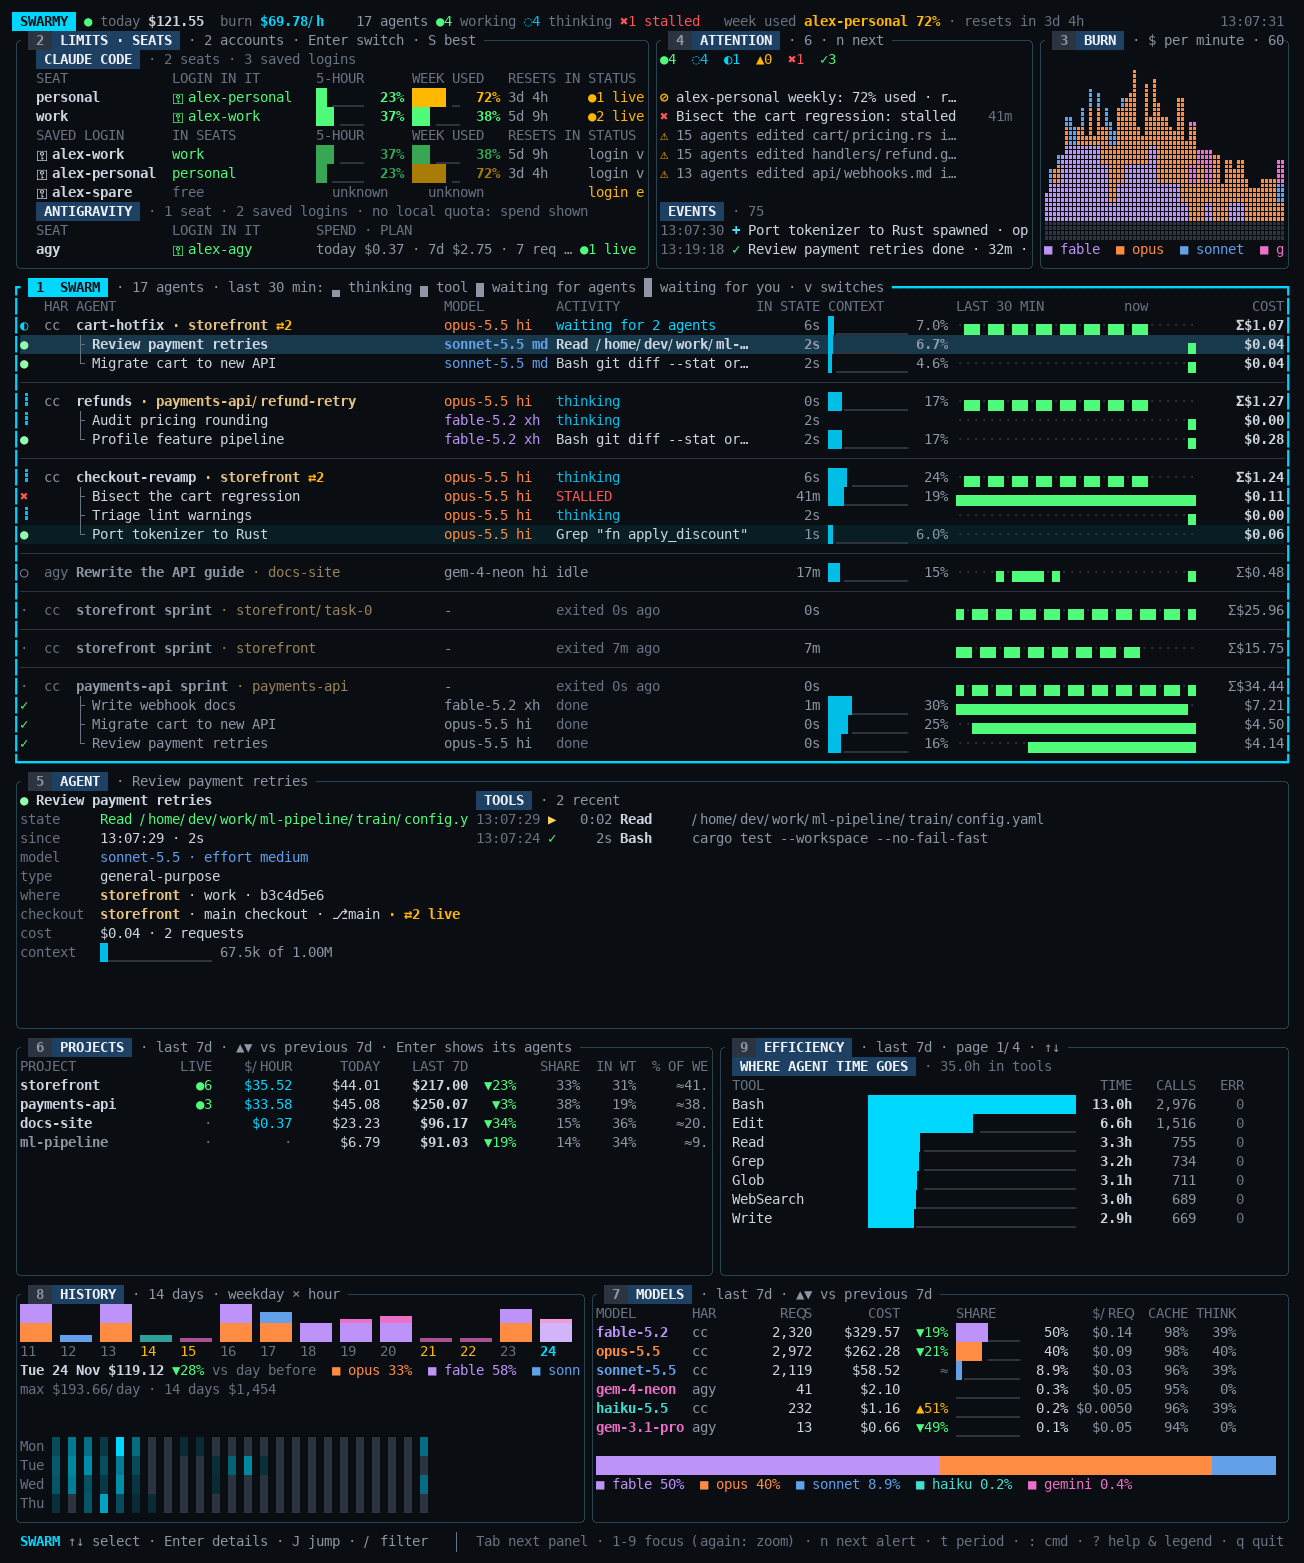 SWARMY ● today $121.55 burn $69.78/h 17 agents ●4 working ◌4 thinking ✖1 stalled week used alex-personal 72% · resets in 3d 4h 13:07:31
2 LIMITS · SEATS · 2 accounts · Enter switch · S best
CLAUDE CODE · 2 seats · 3 saved logins
SEAT LOGIN IN IT 5-HOUR WEEK USED RESETS IN STATUS
personal alex-personal 23% 72% 3d 4h ●1 live
work alex-work 37% 38% 5d 9h ●2 live
SAVED LOGIN IN SEATS 5-HOUR WEEK USED RESETS IN STATUS
alex-work work 37% 38% 5d 9h login v
alex-personal personal 23% 72% 3d 4h login v
alex-spare free unknown unknown login e
ANTIGRAVITY · 1 seat · 2 saved logins · no local quota: spend shown
SEAT LOGIN IN IT SPEND · PLAN
agy alex-agy today $0.37 · 7d $2.75 · 7 req … ●1 live
4 ATTENTION · 6 · n next
●4 ◌4 ◐1 ▲0 ✖1 ✓3
⊘ alex-personal weekly: 72% used · r…
✖ Bisect the cart regression: stalled 41m
⚠ 15 agents edited cart/pricing.rs i…
⚠ 15 agents edited handlers/refund.g…
⚠ 13 agents edited api/webhooks.md i…
EVENTS · 75
13:07:30 + Port tokenizer to Rust spawned · op
13:19:18 ✓ Review payment retries done · 32m ·
3 BURN · $ per minute · 60
■ fable ■ opus ■ sonnet ■ g
1 SWARM · 17 agents · last 30 min: thinking tool waiting for agents waiting for you · v switches
HAR AGENT MODEL ACTIVITY IN STATE CONTEXT LAST 30 MIN now COST
◐ cc cart-hotfix · storefront ⇄2 opus-5.5 hi waiting for 2 agents 6s 7.0% Σ$1.07
● ├ Review payment retries sonnet-5.5 md Read /home/dev/work/ml-… 2s 6.7% $0.04
● └ Migrate cart to new API sonnet-5.5 md Bash git diff --stat or… 2s 4.6% $0.04
cc refunds · payments-api/refund-retry opus-5.5 hi thinking 0s 17% Σ$1.27
├ Audit pricing rounding fable-5.2 xh thinking 2s $0.00
● └ Profile feature pipeline fable-5.2 xh Bash git diff --stat or… 2s 17% $0.28
cc checkout-revamp · storefront ⇄2 opus-5.5 hi thinking 6s 24% Σ$1.24
✖ ├ Bisect the cart regression opus-5.5 hi STALLED 41m 19% $0.11
├ Triage lint warnings opus-5.5 hi thinking 2s $0.00
● └ Port tokenizer to Rust opus-5.5 hi Grep "fn apply_discount" 1s 6.0% $0.06
○ agy Rewrite the API guide · docs-site gem-4-neon hi idle 17m 15% Σ$0.48
· cc storefront sprint · storefront/task-0 - exited 0s ago 0s Σ$25.96
· cc storefront sprint · storefront - exited 7m ago 7m Σ$15.75
· cc payments-api sprint · payments-api - exited 0s ago 0s Σ$34.44
✓ ├ Write webhook docs fable-5.2 xh done 1m 30% $7.21
✓ ├ Migrate cart to new API opus-5.5 hi done 0s 25% $4.50
✓ └ Review payment retries opus-5.5 hi done 0s 16% $4.14
5 AGENT · Review payment retries
● Review payment retries
state Read /home/dev/work/ml-pipeline/train/config.y
since 13:07:29 · 2s
model sonnet-5.5 · effort medium
type general-purpose
where storefront · work · b3c4d5e6
checkout storefront · main checkout · ⎇main · ⇄2 live
cost $0.04 · 2 requests
context 67.5k of 1.00M
TOOLS · 2 recent
13:07:29 ▶ 0:02 Read /home/dev/work/ml-pipeline/train/config.yaml
13:07:24 ✓ 2s Bash cargo test --workspace --no-fail-fast
6 PROJECTS · last 7d · ▲▼ vs previous 7d · Enter shows its agents
PROJECT LIVE $/HOUR TODAY LAST 7D SHARE IN WT % OF WE
storefront ●6 $35.52 $44.01 $217.00 ▼23% 33% 31% ≈41.
payments-api ●3 $33.58 $45.08 $250.07 ▼3% 38% 19% ≈38.
docs-site · $0.37 $23.23 $96.17 ▼34% 15% 36% ≈20.
ml-pipeline · · $6.79 $91.03 ▼19% 14% 34% ≈9.
9 EFFICIENCY · last 7d · page 1/4 · ↑↓
WHERE AGENT TIME GOES · 35.0h in tools
TOOL TIME CALLS ERR
Bash 13.0h 2,976 0
Edit 6.6h 1,516 0
Read 3.3h 755 0
Grep 3.2h 734 0
Glob 3.1h 711 0
WebSearch 3.0h 689 0
Write 2.9h 669 0
8 HISTORY · 14 days · weekday × hour
11 12 13 14 15 16 17 18 19 20 21 22 23 24
Tue 24 Nov $119.12 ▼28% vs day before ■ opus 33% ■ fable 58% ■ sonn
max $193.66/day · 14 days $1,454
Mon
Tue
Wed
Thu
7 MODELS · last 7d · ▲▼ vs previous 7d
MODEL HAR REQS COST SHARE $/REQ CACHE THINK
fable-5.2 cc 2,320 $329.57 ▼19% 50% $0.14 98% 39%
opus-5.5 cc 2,972 $262.28 ▼21% 40% $0.09 98% 40%
sonnet-5.5 cc 2,119 $58.52 ≈ 8.9% $0.03 96% 39%
gem-4-neon agy 41 $2.10 0.3% $0.05 95% 0%
haiku-5.5 cc 232 $1.16 ▲51% 0.2% $0.0050 96% 39%
gem-3.1-pro agy 13 $0.66 ▼49% 0.1% $0.05 94% 0%
■ fable 50% ■ opus 40% ■ sonnet 8.9% ■ haiku 0.2% ■ gemini 0.4%
SWARM ↑↓ select · Enter details · J jump · / filter │ Tab next panel · 1-9 focus (again: zoom) · n next alert · t period · : cmd · ? help & legend · q quit